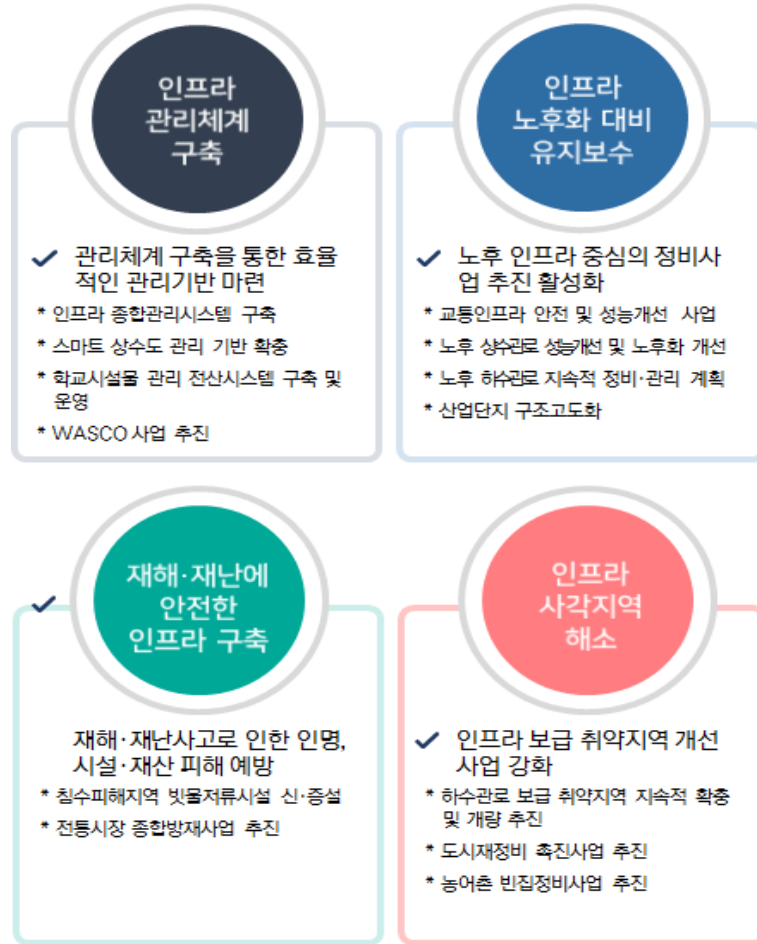 인프라
관리체계
구축
✓ 관리체계 구축을 통한 효율
적인 관리기반 마련
* 인프라 종합관리시스템 구축
* 스마트 상수도 관리 기반 확충
* 학교시설물 관리 전산시스템 구축 및
운영
* WASCO 사업 추진
인프라
노후화 대비
유지보수
✓ 노후 인프라 중심의 정비사
업 추진 활성화
* 교통인프라 안전 및 성능개선 사업
* 노후 상수관로 성능개선 및 노후화 개선
* 노후 하수관로 지속적 정비·관리 계획
* 산업단지 구조고도화
재해·재난에
안전한
인프라 구축
✓
재해·재난사고로 인한 인명,
시설·재산 피해 예방
* 침수피해지역 빗물저류시설 신·증설
* 전통시장 종합방재사업 추진
인프라
사각지역
해소
✓ 인프라 보급 취약지역 개선
사업 강화
* 하수관로 보급 취약지역 지속적 확충
및 개량 추진
* 도시재정비 촉진사업 추진
* 농어촌 빈집정비사업 추진